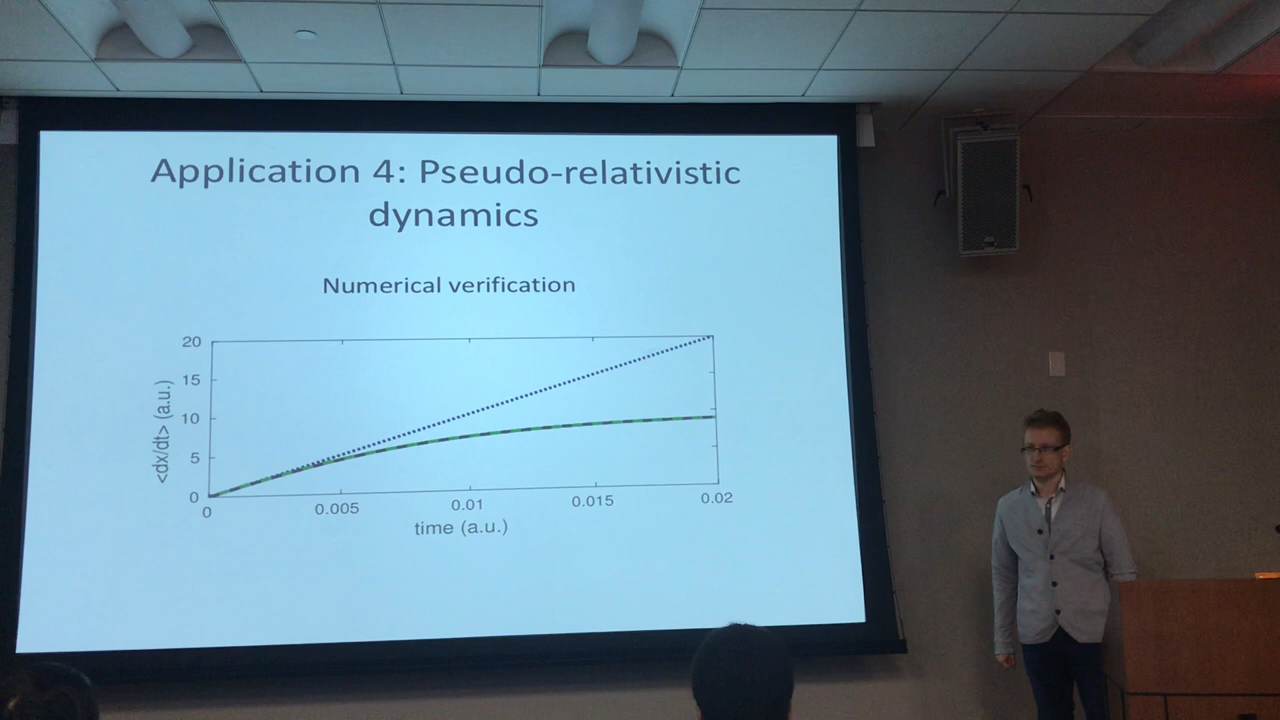 Application 4: Pseudo-relativistic
dynamics
Numerical verification
20
15
10
5
0
<dx/dt> (a.u.)
0
0.005
0.01
0.015
0.02
time (a.u.)